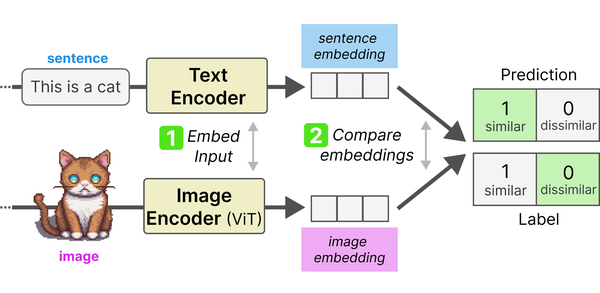 sentence
This is a cat
Text
Encoder
sentence
embedding
1 Embed
Input
2 Compare
embeddings
Prediction
1
similar
0
dissimilar
1
similar
0
dissimilar
Label
image
Image
Encoder (ViT)
image
embedding